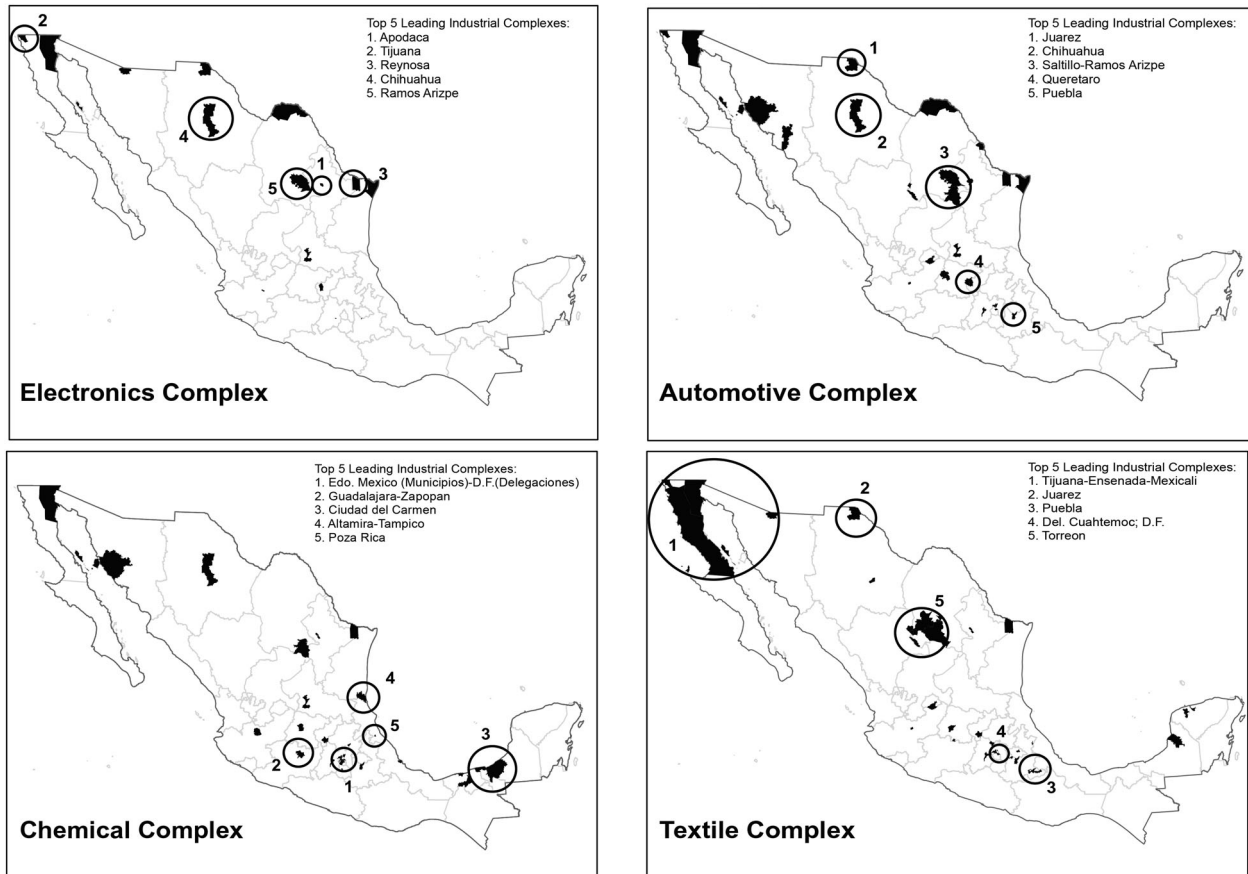 Top 5 Leading Industrial Complexes:
1. Apodaca
2. Tijuana
3. Reynosa
4. Chihuahua
5. Ramos Arizpe
2
4
5
1
3
Electronics Complex
Top 5 Leading Industrial Complexes:
1. Juarez
2. Chihuahua
3. Saltillo-Ramos Arizpe
4. Queretaro
5. Puebla
1
2
3
4
5
Automotive Complex
Top 5 Leading Industrial Complexes:
1. Edo. Mexico (Municipios)-D.F.(Delegaciones)
2. Guadalajara-Zapopan
3. Ciudad del Carmen
4. Altamira-Tampico
5. Poza Rica
4
5
3
2
1
Chemical Complex
Top 5 Leading Industrial Complexes:
1. Tijuana-Ensenada-Mexicali
2. Juarez
3. Puebla
4. Del. Cuahtemoc; D.F.
5. Torreon
2
1
5
4
3
Textile Complex